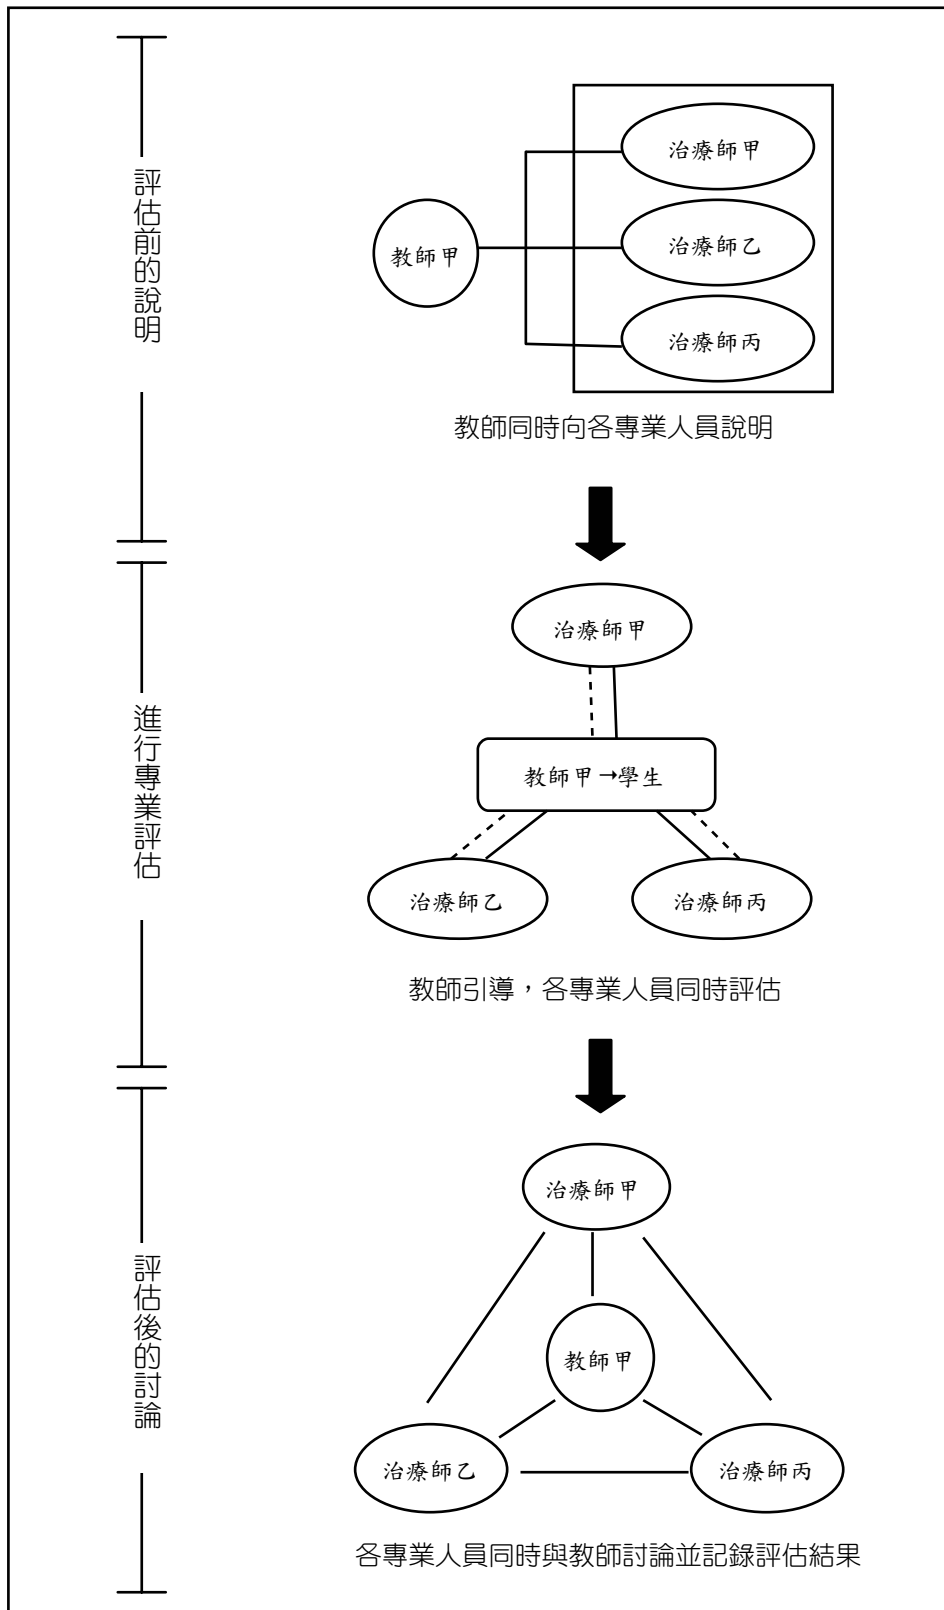 評估前的說明
教師甲
治療師甲
治療師乙
治療師丙
教師同時向各專業人員說明
進行專業評估
治療師甲
教師甲→學生
治療師乙
治療師丙
教師引導，各專業人員同時評估
評估後的討論
治療師甲
教師甲
治療師乙
治療師丙
各專業人員同時與教師討論並記錄評估結果